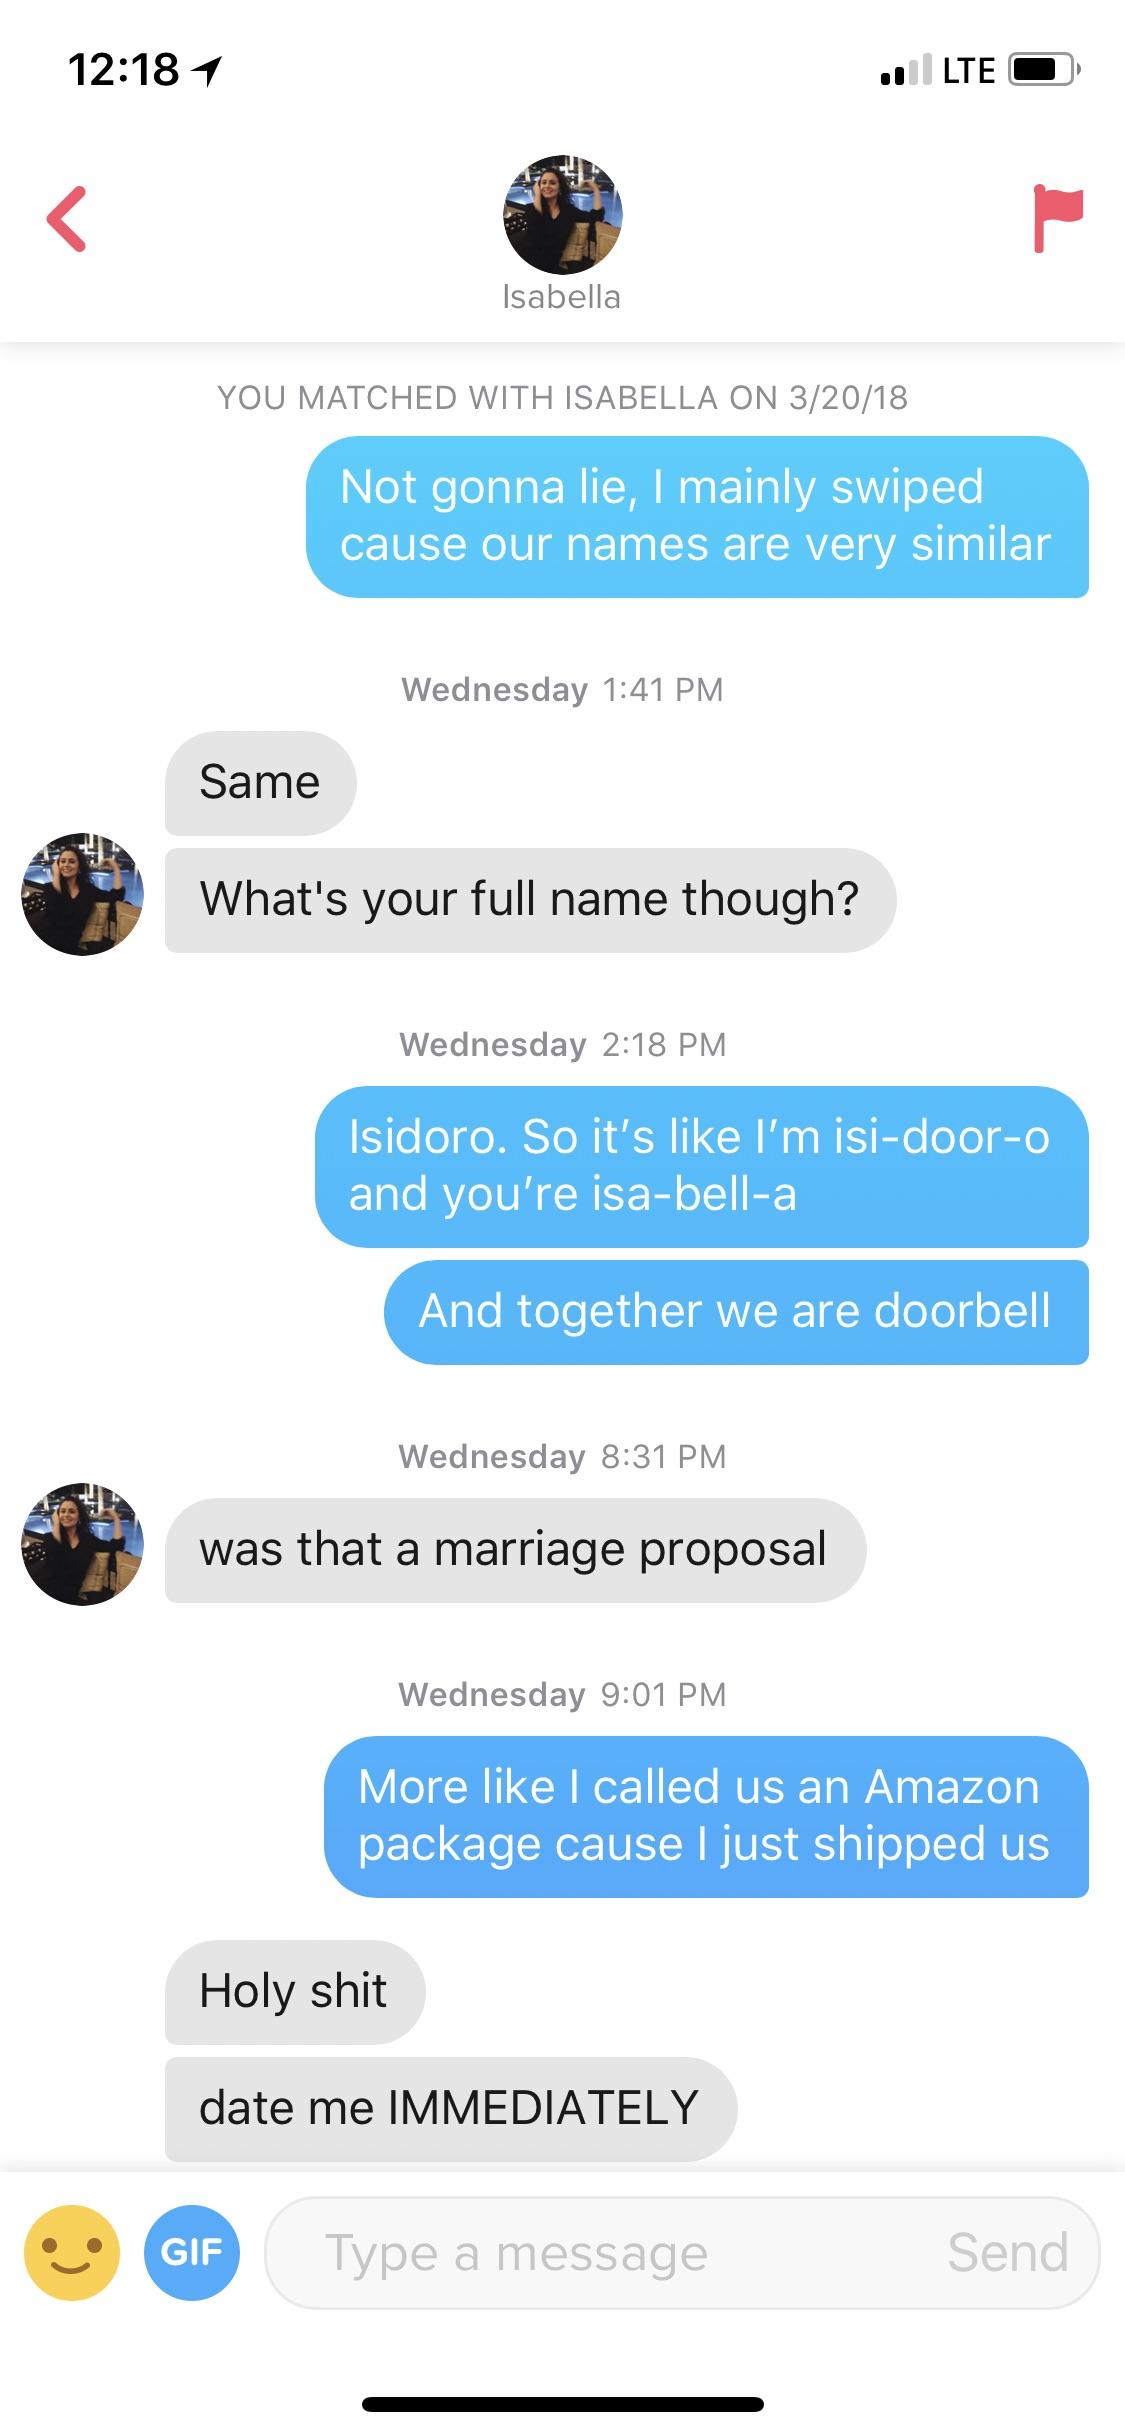 12:18
LTE
Isabella
YOU MATCHED WITH ISABELLA ON 3/20/18
Not gonna lie, I mainly swiped
cause our names are very similar
Wednesday 1:41 PM
Same
What's your full name though?
Wednesday 2:18 PM
Isidoro. So it’s like I’m isi-door-o
and you’re isa-bell-a
And together we are doorbell
Wednesday 8:31 PM
was that a marriage proposal
Wednesday 9:01 PM
More like I called us an Amazon
package cause I just shipped us
Holy shit
date me IMMEDIATELY
GIF
Type a message
Send